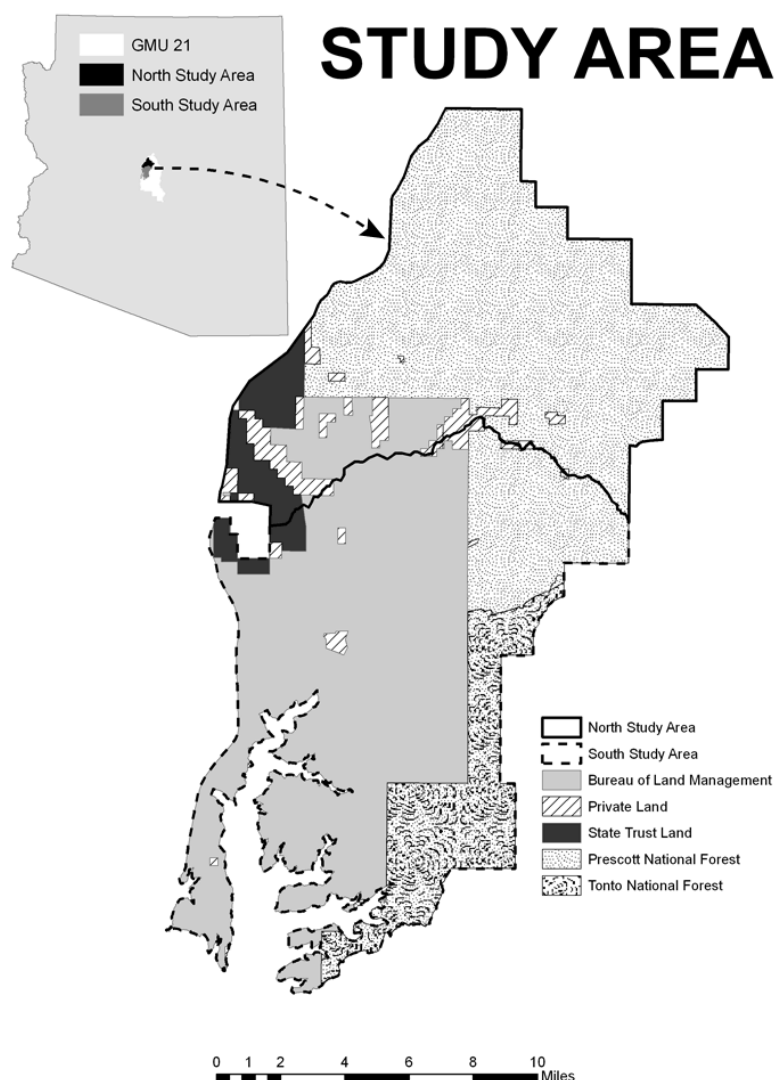 STUDY AREA
GMU 21
North Study Area
South Study Area
North Study Area
South Study Area
Bureau of Land Management
Private Land
State Trust Land
Prescott National Forest
Tonto National Forest
0 1 2 4 6 8 10
Miles